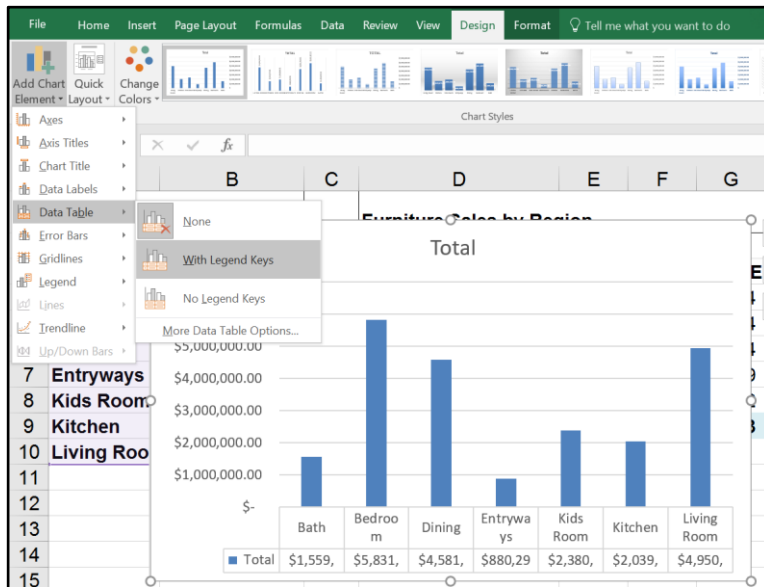 File Home Insert Page Layout Formulas Data Review View Design Format Tell me what you want to do
Add Chart Element Quick Layout Change Colors
Chart Styles
Axes
Axis Titles
Chart Title
Data Labels
Data Table
Error Bars
Gridlines
Legend
Lines
Trendline
Up/Down Bars
None
With Legend Keys
No Legend Keys
More Data Table Options...
fx
B C D E F G
Furniture Sales by Region
E
7 Entryways
8 Kids Room
9 Kitchen
10 Living Roo
11
12
13
14
15
Total
$5,000,000.00
$4,000,000.00
$3,000,000.00
$2,000,000.00
$1,000,000.00
$-
Bath Bedroo m Dining Entrywa ys Kids Room Kitchen Living Room
Total $1,559, $5,831, $4,581, $880,29 $2,380, $2,039, $4,950,